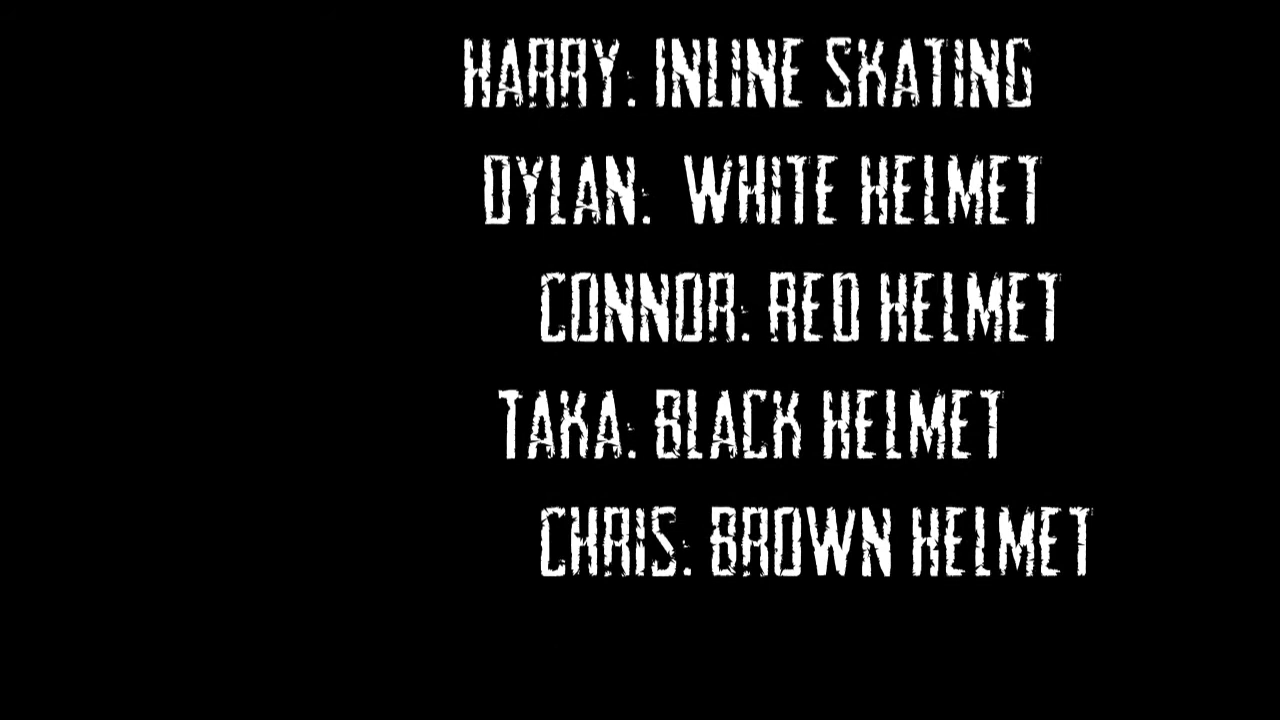 HARRY: INLINE SKATING
DYLAN: WHITE HELMET
CONNOR: RED HELMET
TAKA: BLACK HELMET
CHRIS: BROWN HELMET